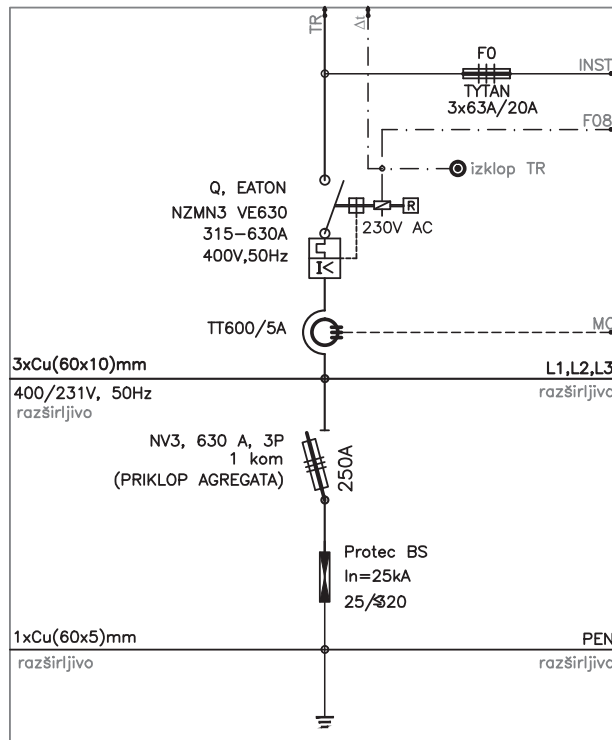 TR
Δt
F0
INST
TYTAN
3x63A/20A
F08
izklop TR
Q, EATON
NZMN3 VE630
315-630A
400V,50Hz
R
230V AC
I<
TT600/5A
MC
3xCu(60x10)mm
L1,L2,L3
400/231V, 50Hz
razširljivo
razširljivo
NV3, 630 A, 3P
1 kom
(PRIKLOP AGREGATA)
250A
Protec BS
In=25kA
1xCu(60x5)mm
PEN
razširljivo
razširljivo